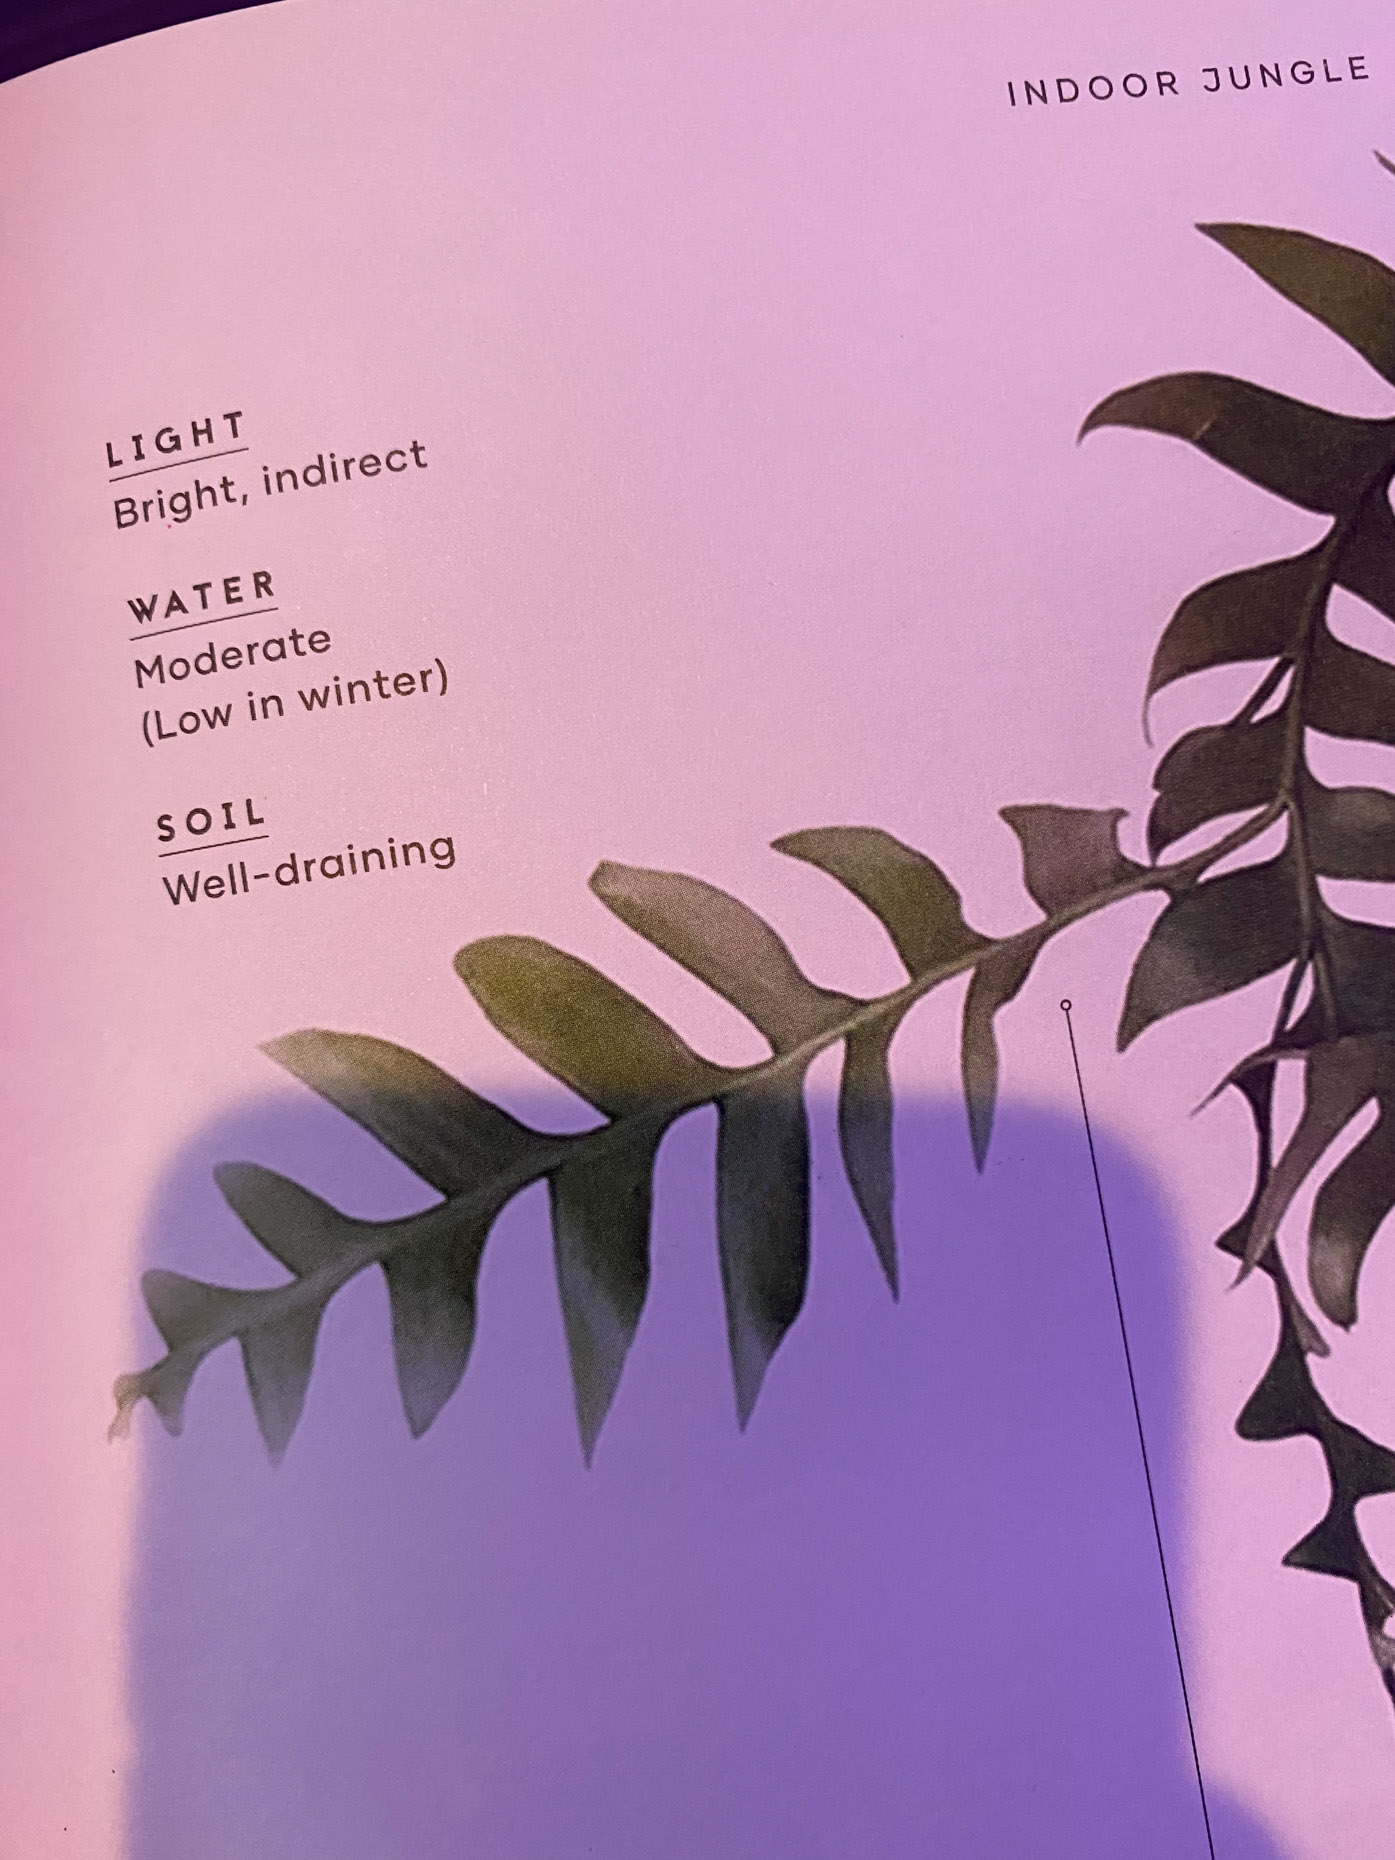 INDOOR JUNGLE
LIGHT
Bright, indirect
WATER
Moderate
(Low in winter)
SOIL
Well-draining